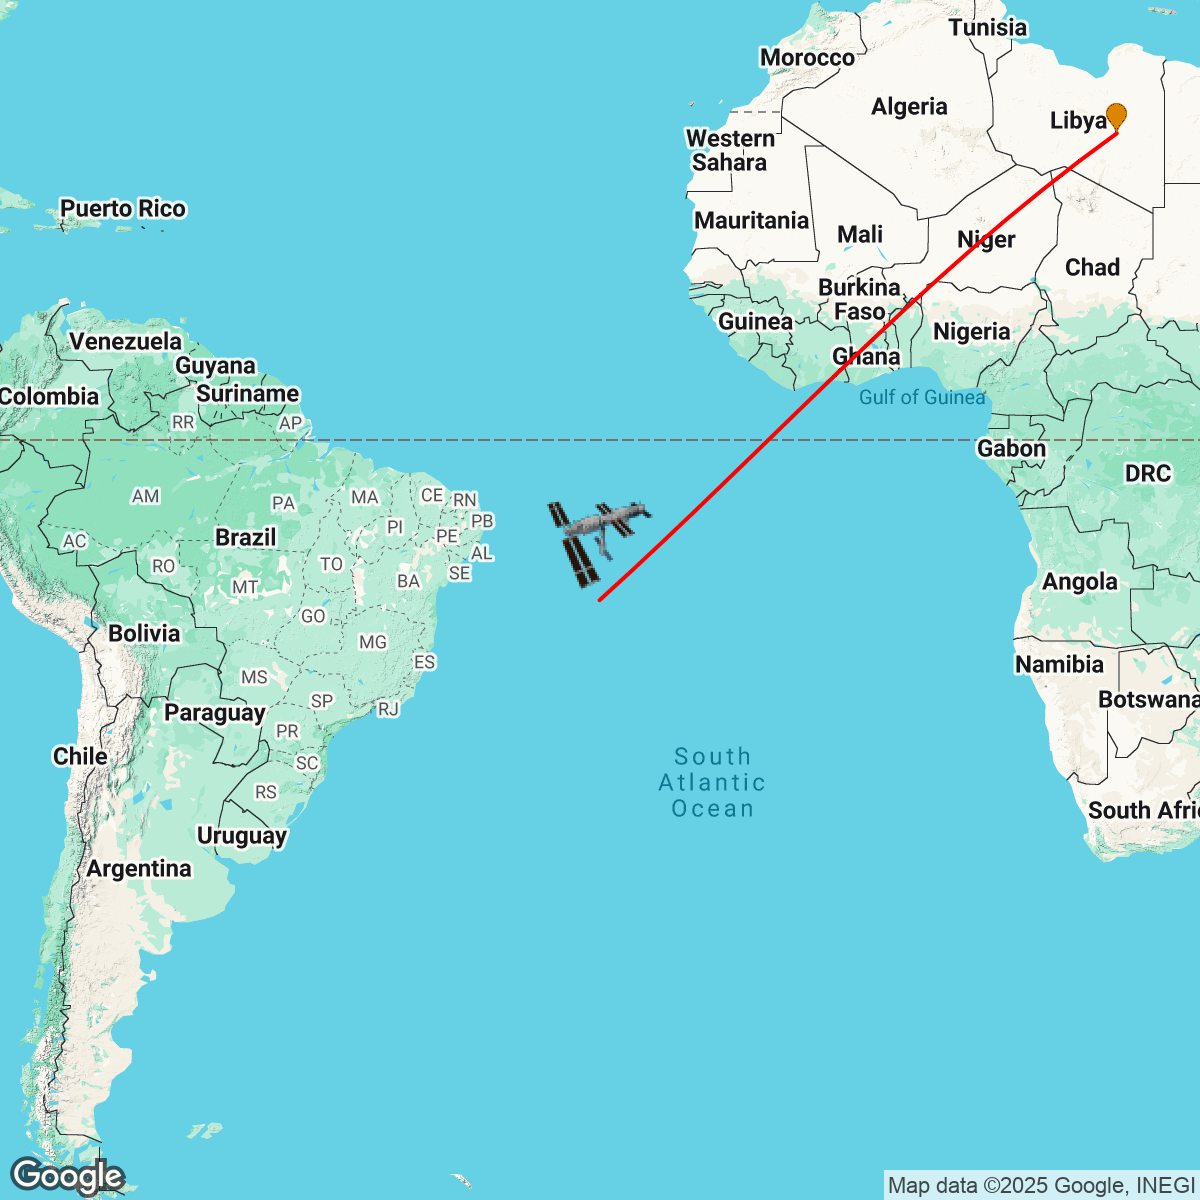 Tunisia
Morocco
Algeria
Libya
Western
Sahara
Puerto Rico
Mauritania
Mali
Niger
Chad
Burkina
Faso
Guinea
Nigeria
Venezuela
Ghana
Guyana
Suriname
Colombia
Gulf of Guinea
RR
AP
Gabon
DRC
AM
PA
MA
CE
RN
PI
PB
PE
Brazil
AC
AL
RO
TO
SE
BA
MT
Angola
GO
Bolivia
MG
ES
Namibia
MS
SP
Botswana
Paraguay
RJ
PR
Chile
SC
South
Atlantic
Ocean
RS
South Afri
Uruguay
Argentina
Google
Map data ©2025 Google, INEGI